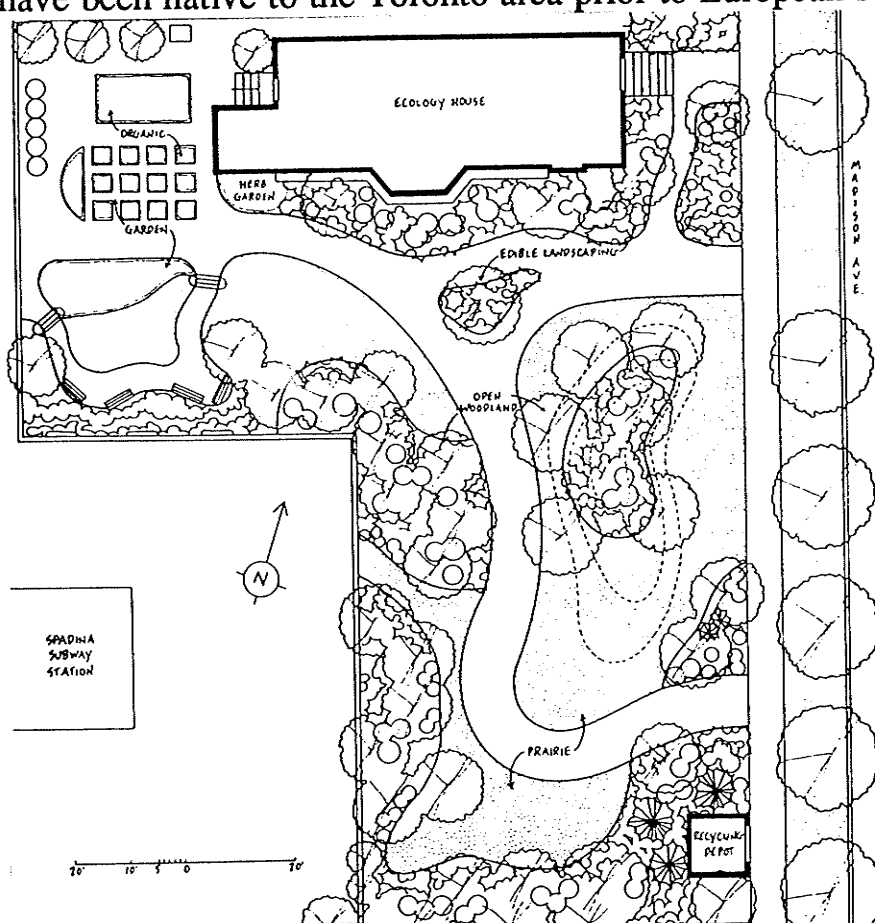 have been native to the Toronto area prior to European
ECOLOGY HOUSE
ORGANIC
GARDEN
HERB
GARDEN
EDIBLE LANDSCAPING
MADISON AVE.
OPEN
WOODLAND
N
SPADINA
SUBWAY
STATION
PRAIRIE
RECYCLING
DEPOT
20' 10' 5 0 20'